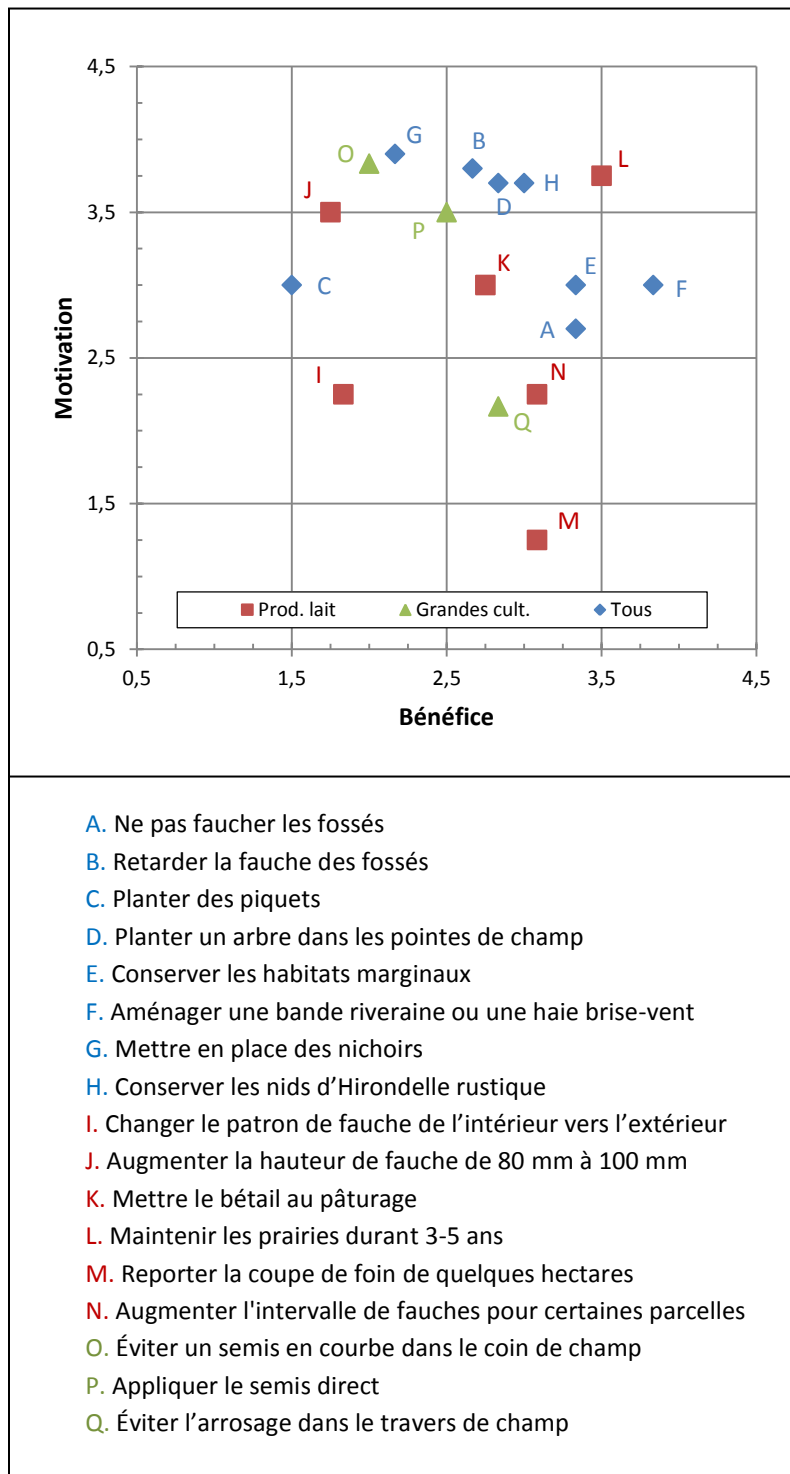 4,5
G
B
O
L
J
H
D
3,5
P
K
E
C
F
A
Motivation
2,5
I
N
Q
1,5
M
Prod. lait Grandes cult. Tous
0,5
0,5 1,5 2,5 3,5 4,5
Bénéfice
A. Ne pas faucher les fossés
B. Retarder la fauche des fossés
C. Planter des piquets
D. Planter un arbre dans les pointes de champ
E. Conserver les habitats marginaux
F. Aménager une bande riveraine ou une haie brise-vent
G. Mettre en place des nichoirs
H. Conserver les nids d’Hirondelle rustique
I. Changer le patron de fauche de l’intérieur vers l’extérieur
J. Augmenter la hauteur de fauche de 80 mm à 100 mm
K. Mettre le bétail au pâturage
L. Maintenir les prairies durant 3-5 ans
M. Reporter la coupe de foin de quelques hectares
N. Augmenter l'intervalle de fauches pour certaines parcelles
O. Éviter un semis en courbe dans le coin de champ
P. Appliquer le semis direct
Q. Éviter l’arrosage dans le travers de champ